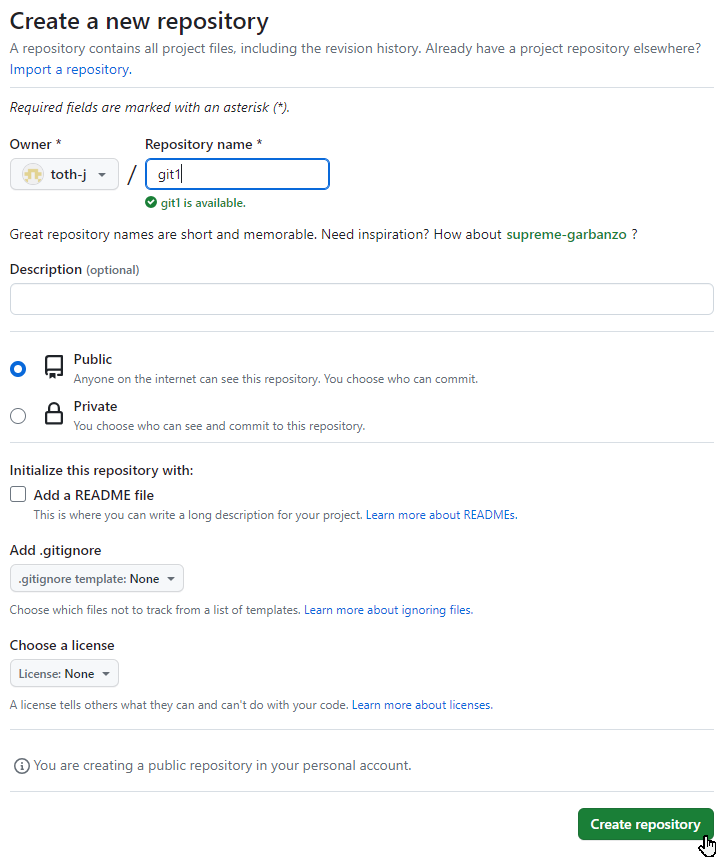 Create a new repository
A repository contains all project files, including the revision history. Already have a project repository elsewhere?
Import a repository.
Required fields are marked with an asterisk (*).
Owner * Repository name *
toth-j / git1
git1 is available.
Great repository names are short and memorable. Need inspiration? How about supreme-garbanzo ?
Description (optional)
Public
Anyone on the internet can see this repository. You choose who can commit.
Private
You choose who can see and commit to this repository.
Initialize this repository with:
Add a README file
This is where you can write a long description for your project. Learn more about READMEs.
Add .gitignore
.gitignore template: None
Choose which files not to track from a list of templates. Learn more about ignoring files.
Choose a license
License: None
A license tells others what they can and can't do with your code. Learn more about licenses.
You are creating a public repository in your personal account.
Create repository